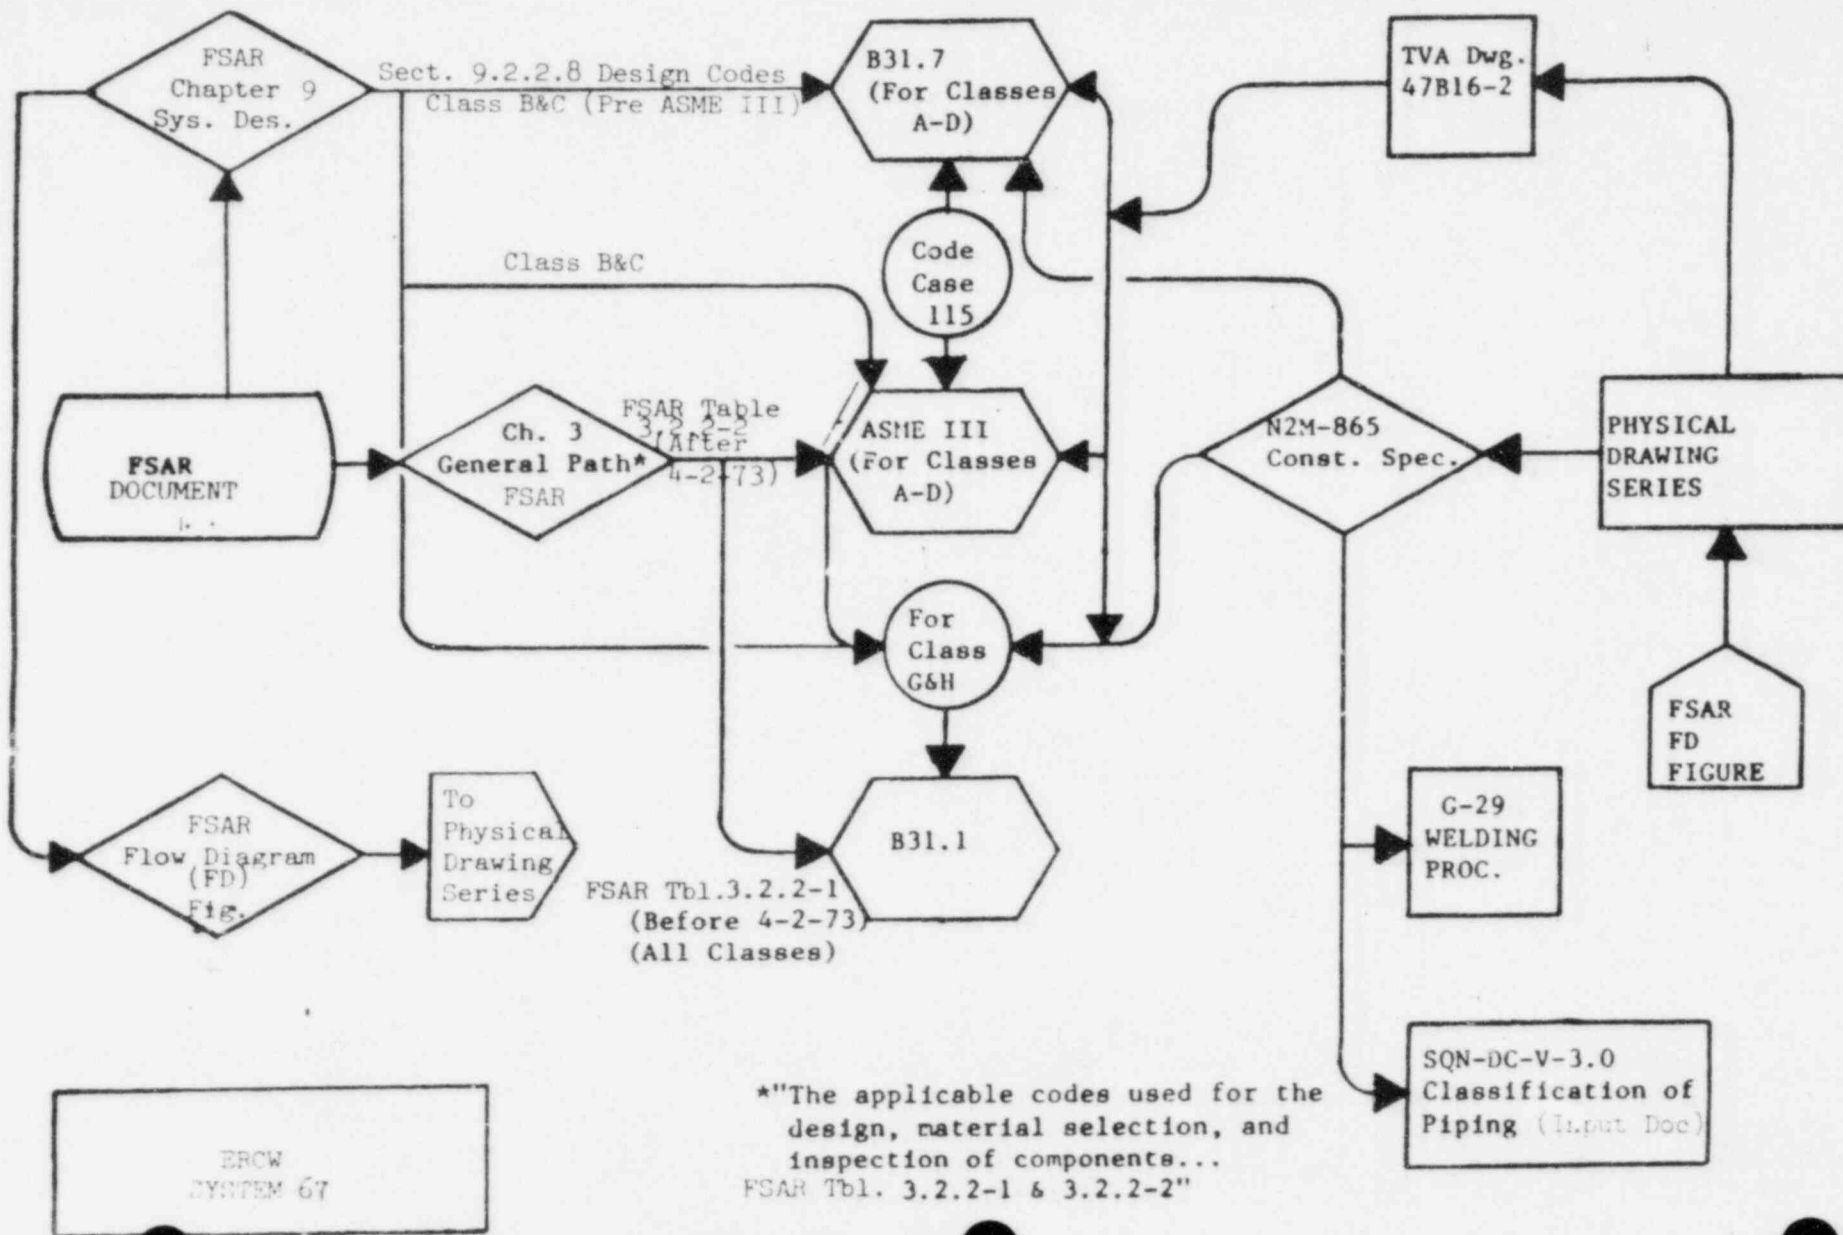 FSAR
Chapter 9
Sys. Des.
Sect. 9.2.2.8 Design Codes
Class B&C (Pre ASME III)
B31.7
(For Classes
A-D)
TVA Dwg.
47B16-2
Class B&C
Code
Case
115
FSAR
DOCUMENT
Ch. 3
General Path*
FSAR
FSAR Table
3.2.2-2
(After
4-2-73)
ASME III
(For Classes
A-D)
N2M-865
Const. Spec.
PHYSICAL
DRAWING
SERIES
For
Class
G&H
FSAR
FD
FIGURE
FSAR
Flow Diagram
(FD)
Fig.
To
Physical
Drawing
Series
B31.1
FSAR Tbl.3.2.2-1
(Before 4-2-73)
(All Classes)
G-29
WELDING
PROC.
SQN-DC-V-3.0
Classification of
Piping (Input Doc)
ERCW
SYSTEM 67
*"The applicable codes used for the
design, material selection, and
inspection of components...
FSAR Tbl. 3.2.2-1 & 3.2.2-2"